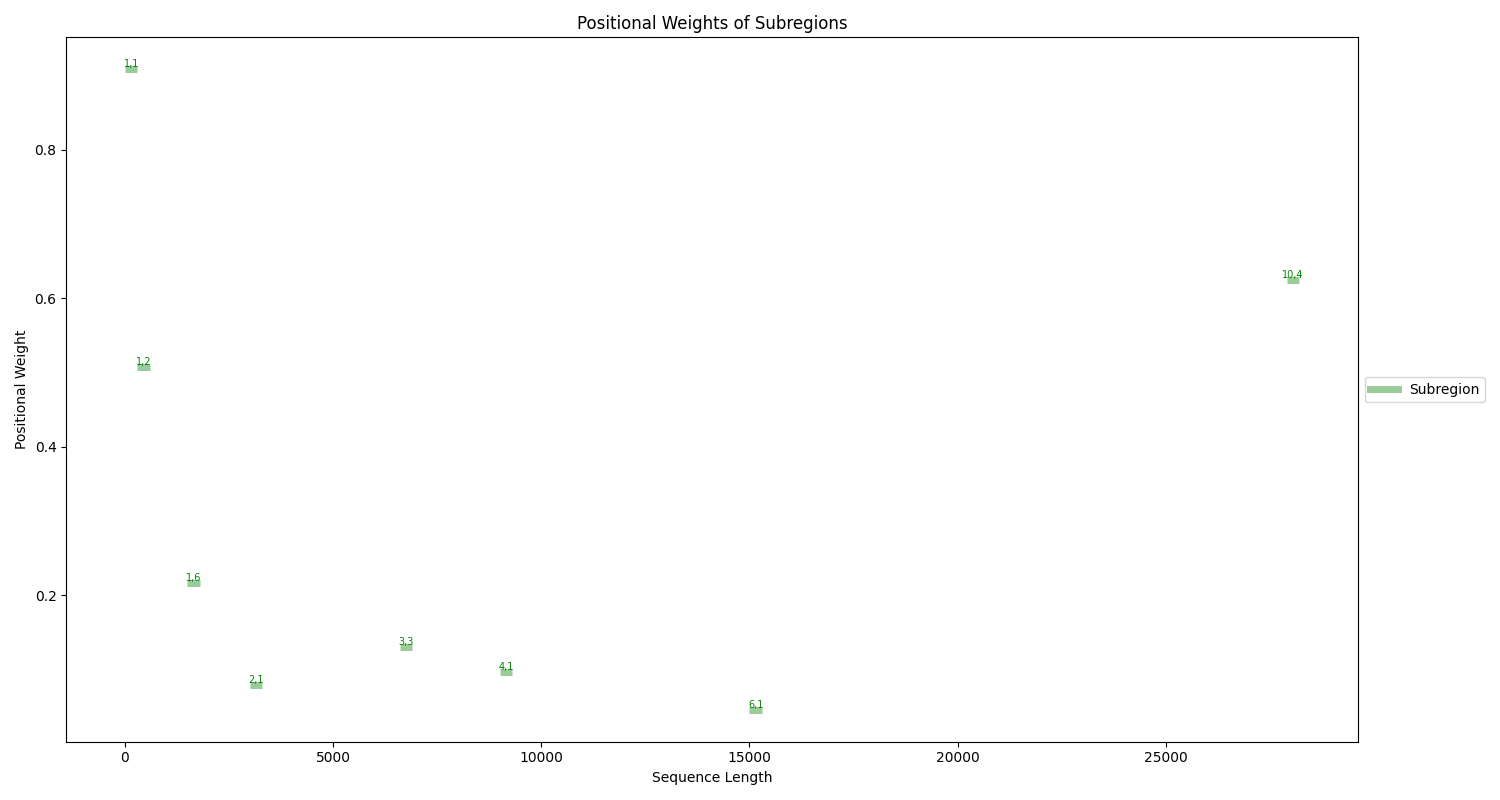 Positional Weights of Subregions
1,1
0.8
10,4
0.6
1,2
Subregion
Positional Weight
0.4
1,6
0.2
3,3
4,1
2,1
6,1
0 5000 10000 15000 20000 25000
Sequence Length